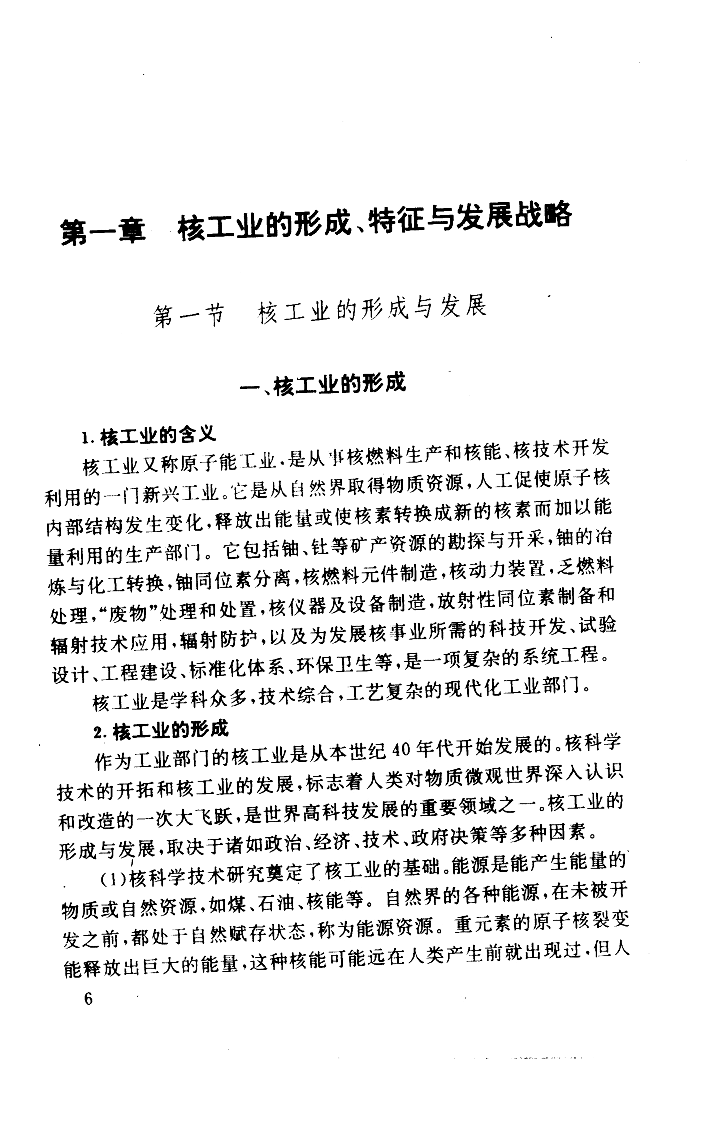 第一章 核工业的形成、特征与发展战略
第一节 核工业的形成与发展
一、核工业的形成
1.核工业的含义
核工业又称原子能工业,是从事核燃料生产和核能、核技术开发
利用的一门新兴工业。它是从自然界取得物质资源,人工促使原子核
内部结构发生变化,释放出能量或使核素转换成新的核素而加以能
量利用的生产部门。它包括铀、钍等矿产资源的勘探与开采,铀的冶
炼与化工转换,铀同位素分离,核燃料元件制造,核动力装置,乏燃料
处理,“废物”处理和处置,核仪器及设备制造,放射性同位素制备和
辐射技术应用,辐射防护,以及为发展核事业所需的科技开发、试验
设计、工程建设、标准化体系、环保卫生等,是一项复杂的系统工程。
核工业是学科众多,技术综合,工艺复杂的现代化工业部门。
2.核工业的形成
作为工业部门的核工业是从本世纪40年代开始发展的。核科学
技术的开拓和核工业的发展,标志着人类对物质微观世界深入认识
和改造的一次大飞跃,是世界高科技发展的重要领域之一。核工业的
形成与发展,取决于诸如政治、经济、技术、政府决策等多种因素。
(1)核科学技术研究奠定了核工业的基础。能源是能产生能量的
物质或自然资源,如煤、石油、核能等。自然界的各种能源,在未被开
发之前,都处于自然赋存状态,称为能源资源。重元素的原子核裂变
能释放出巨大的能量,这种核能可能远在人类产生前就出现过,但人
6